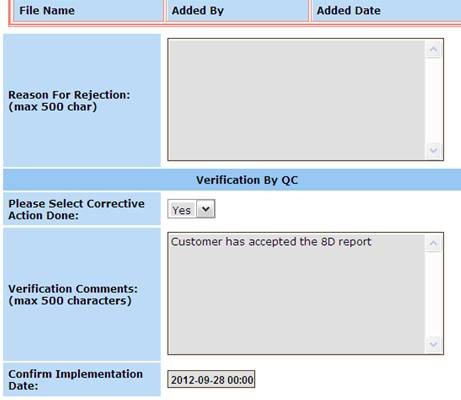 File Name Added By Added Date
Reason For Rejection:
(max 500 char)
Verification By QC
Please Select Corrective
Action Done:
Yes
Customer has accepted the 8D report
Verification Comments:
(max 500 characters)
Confirm Implementation
Date:
2012-09-28 00:00